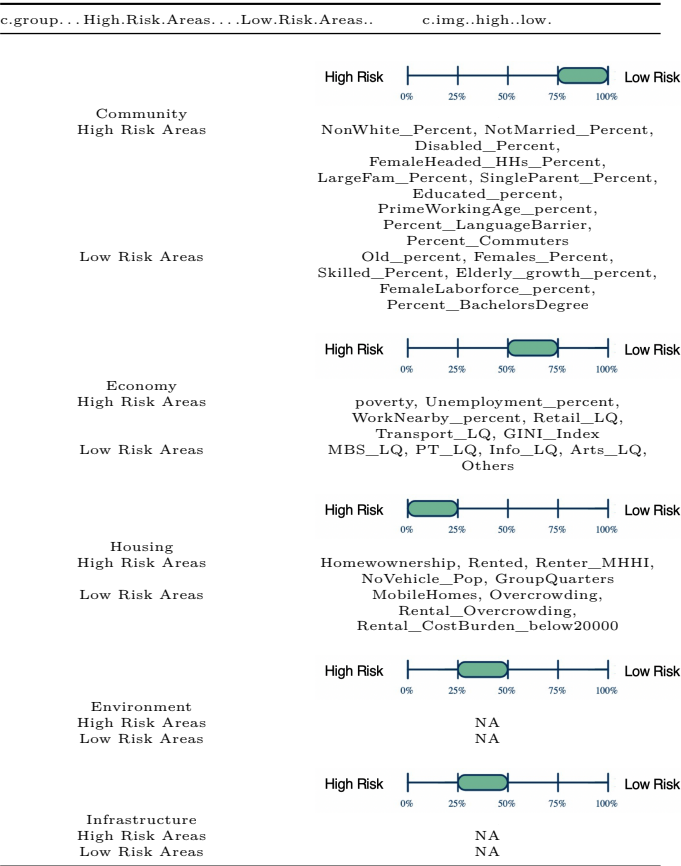 c.group...High.Risk.Areas....Low.Risk.Areas.. c.img..high..low.
High Risk Low Risk
0% 25% 50% 75% 100%
Community
High Risk Areas NonWhite_Percent, NotMarried_Percent,
Disabled_Percent,
FemaleHeaded_HHs_Percent,
LargeFam_Percent, SingleParent_Percent,
Educated_percent,
PrimeWorkingAge_percent,
Percent_LanguageBarrier,
Percent_Commuters
Low Risk Areas Old_percent, Females_Percent,
Skilled_Percent, Elderly_growth_percent,
FemaleLaborforce_percent,
Percent_BachelorsDegree
High Risk Low Risk
0% 25% 50% 75% 100%
Economy
High Risk Areas poverty, Unemployment_percent,
WorkNearby_percent, Retail_LQ,
Transport_LQ, GINI_Index
Low Risk Areas MBS_LQ, PT_LQ, Info_LQ, Arts_LQ,
Others
High Risk Low Risk
0% 25% 50% 75% 100%
Housing
High Risk Areas Homewownership, Rented, Renter_MHHI,
NoVehicle_Pop, GroupQuarters
Low Risk Areas MobileHomes, Overcrowding,
Rental_Overcrowding,
Rental_CostBurden_below20000
High Risk Low Risk
0% 25% 50% 75% 100%
Environment
High Risk Areas NA
Low Risk Areas NA
High Risk Low Risk
0% 25% 50% 75% 100%
Infrastructure
High Risk Areas NA
Low Risk Areas NA